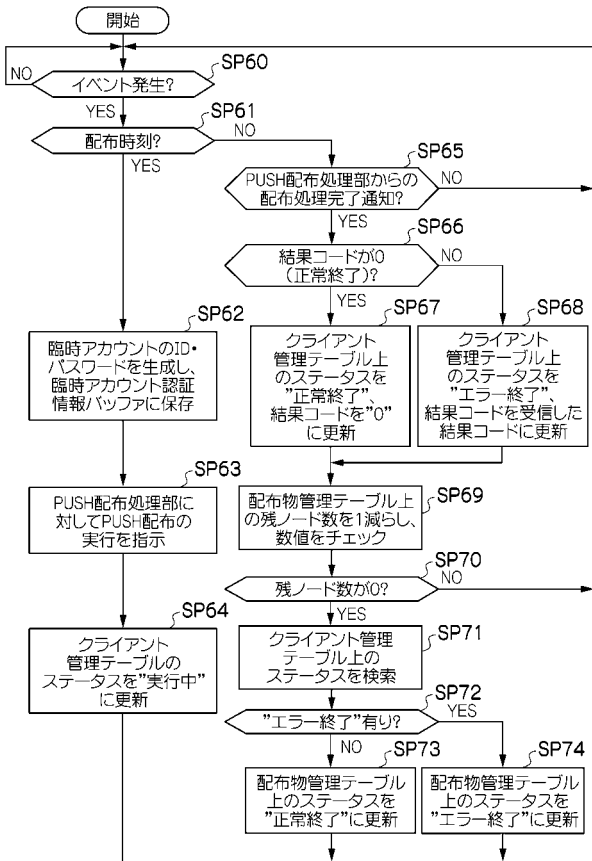 開始
SP60
NO
イベント発生?
YES
SP61
配布時刻?
NO
YES
SP65
PUSH配布処理部からの
配布処理完了通知?
NO
YES
SP66
結果コードが0
(正常終了)?
NO
YES
SP62
臨時アカウントのID・
パスワードを生成し、
臨時アカウント認証
情報バッファに保存
SP67
クライアント
管理テーブル上
のステータスを
"正常終了"、
結果コードを"0"
に更新
SP68
クライアント
管理テーブル上
のステータスを
"エラー終了"、
結果コードを受信した
結果コードに更新
SP63
PUSH配布処理部に
対してPUSH配布の
実行を指示
SP69
配布物管理テーブル上
の残ノード数を1減らし、
数値をチェック
SP70
残ノード数が0?
NO
YES
SP64
クライアント
管理テーブルの
ステータスを"実行中"
に更新
SP71
クライアント管理
テーブル上の
ステータスを検索
SP72
"エラー終了"有り?
YES
NO
SP73
配布物管理テーブル
上のステータスを
"正常終了"に更新
SP74
配布物管理テーブル
上のステータスを
"エラー終了"に更新